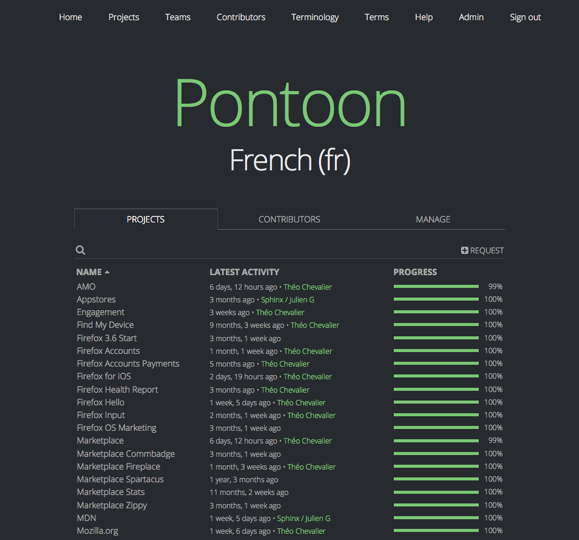 Home Projects Teams Contributors Terminology Terms Help Admin Sign out
Pontoon
French (fr)
PROJECTS CONTRIBUTORS MANAGE
REQUEST
NAME LATEST ACTIVITY PROGRESS
AMO 6 days, 12 hours ago • Théo Chevalier 99%
Appstores 3 months ago • Sphinx / Julien G 100%
Engagement 3 weeks ago • Théo Chevalier 100%
Find My Device 9 months, 3 weeks ago • Théo Chevalier 100%
Firefox 3.6 Start 3 months, 1 week ago 100%
Firefox Accounts 1 month, 1 week ago • Théo Chevalier 100%
Firefox Accounts Payments 5 months ago • Théo Chevalier 100%
Firefox for iOS 2 days, 19 hours ago • Théo Chevalier 100%
Firefox Health Report 3 months ago • Théo Chevalier 100%
Firefox Hello 1 week, 5 days ago • Théo Chevalier 100%
Firefox Input 2 months, 1 week ago • Théo Chevalier 100%
Firefox OS Marketing 3 months, 1 week ago 100%
Marketplace 6 days, 12 hours ago • Théo Chevalier 99%
Marketplace Commbadge 3 months, 1 week ago 100%
Marketplace Fireplace 1 month, 3 weeks ago • Théo Chevalier 100%
Marketplace Spartacus 1 year, 3 months ago 100%
Marketplace Stats 11 months, 2 weeks ago 100%
Marketplace Zippy 3 months, 1 week ago 100%
MDN 1 week, 5 days ago • Sphinx / Julien G 100%
Mozilla.org 1 week, 6 days ago • Théo Chevalier 100%